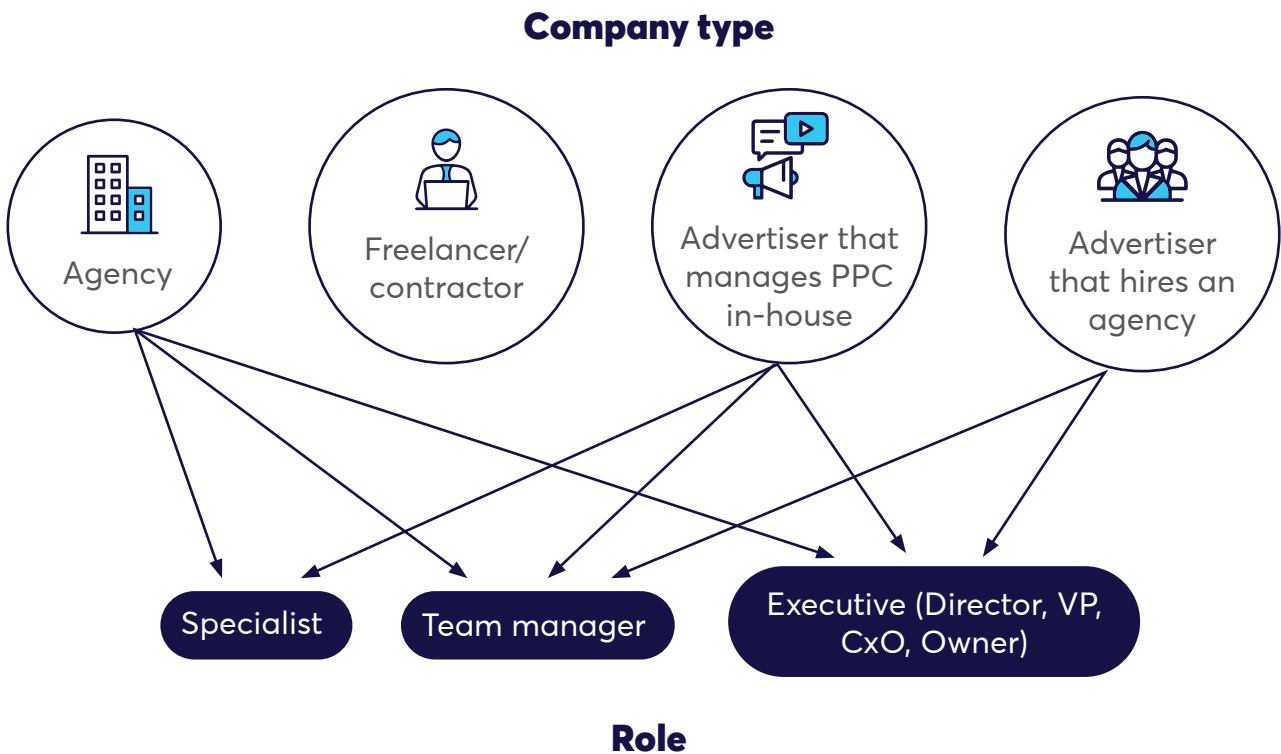 Company type
Agency
Freelancer/
contractor
Advertiser that
manages PPC
in-house
Advertiser
that hires an
agency
Specialist
Team manager
Executive (Director, VP,
CxO, Owner)
Role